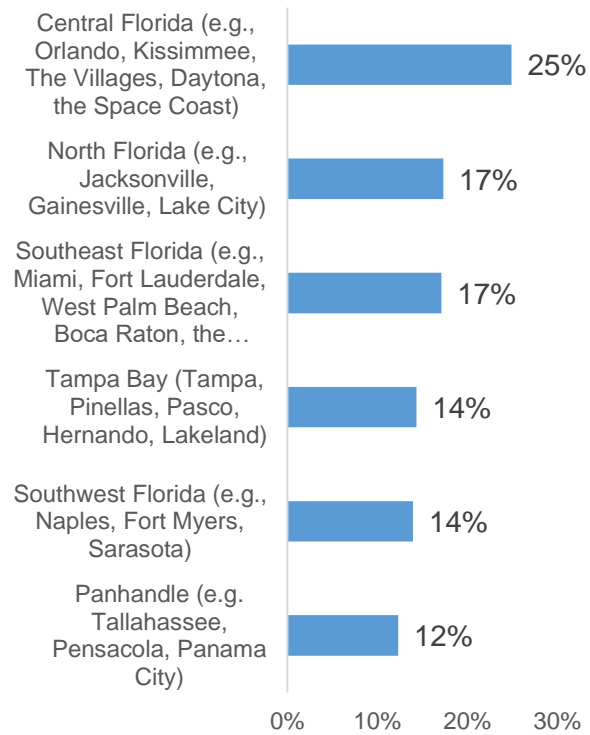 Central Florida (e.g.,
Orlando, Kissimmee,
The Villages, Daytona,
the Space Coast)
25%
North Florida (e.g.,
Jacksonville,
Gainesville, Lake City)
17%
Southeast Florida (e.g.,
Miami, Fort Lauderdale,
West Palm Beach,
Boca Raton, the…
17%
Tampa Bay (Tampa,
Pinellas, Pasco,
Hernando, Lakeland)
14%
Southwest Florida (e.g.,
Naples, Fort Myers,
Sarasota)
14%
Panhandle (e.g.
Tallahassee,
Pensacola, Panama
City)
12%
0% 10% 20% 30%